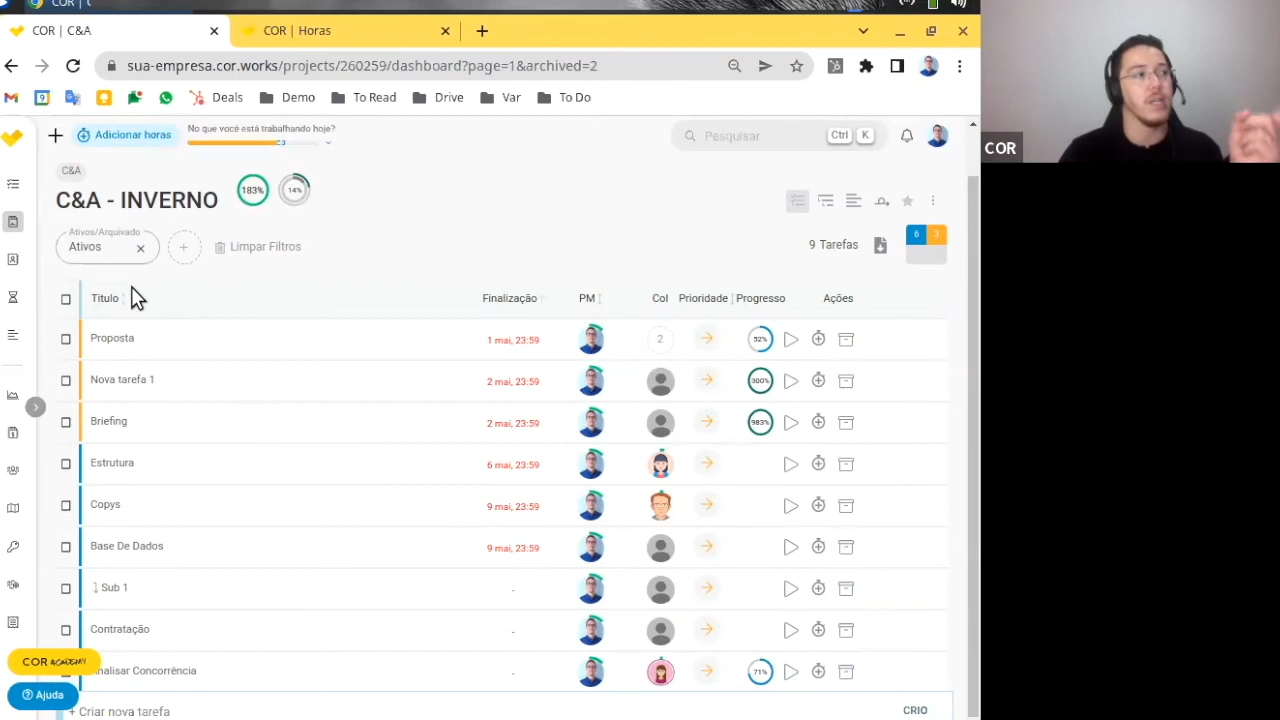 COR | C&A
COR | Horas
sua-empresa.cor.works/projects/260259/dashboard?page=1&archived=2
Deals
Demo
To Read
Drive
Var
To Do
Adicionar horas
No que você está trabalhando hoje?
Pesquisar
Ctrl
K
COR
C&A
C&A - INVERNO
183%
14%
Ativos/Arquivado
Ativos
Limpar Filtros
9 Tarefas
6
3
Titulo
Finalização
PM
Col
Prioridade
Progresso
Ações
Proposta
1 mai, 23:59
2
52%
Nova tarefa 1
2 mai, 23:59
300%
Briefing
2 mai, 23:59
983%
Estrutura
6 mai, 23:59
Copys
9 mai, 23:59
Base De Dados
9 mai, 23:59
Sub 1
-
Contratação
-
COR ACADEMY
nalisar Concorrência
-
71%
Ajuda
+ Criar nova tarefa
CRIO